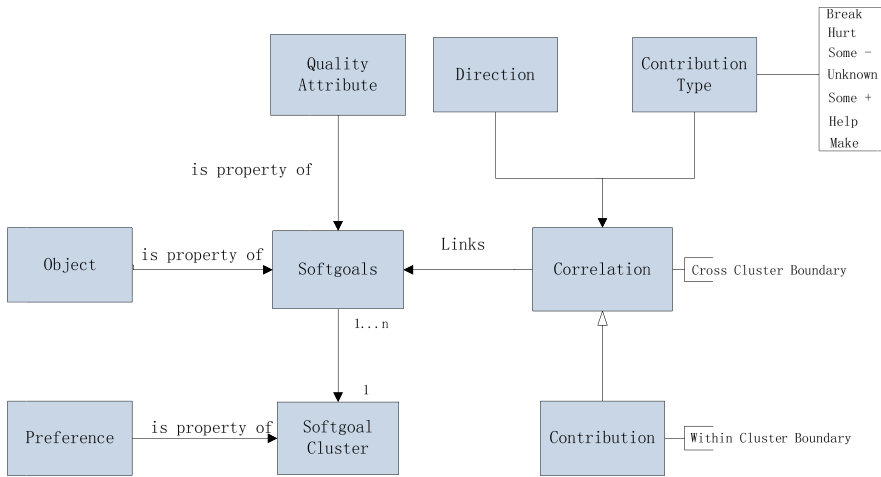 Quality
Attribute
Direction
Contribution
Type
Break
Hurt
Some -
Unknown
Some +
Help
Make
is property of
Object
is property of
Softgoals
Links
Correlation
Cross Cluster Boundary
1...n
1
Preference
is property of
Softgoal
Cluster
Contribution
Within Cluster Boundary